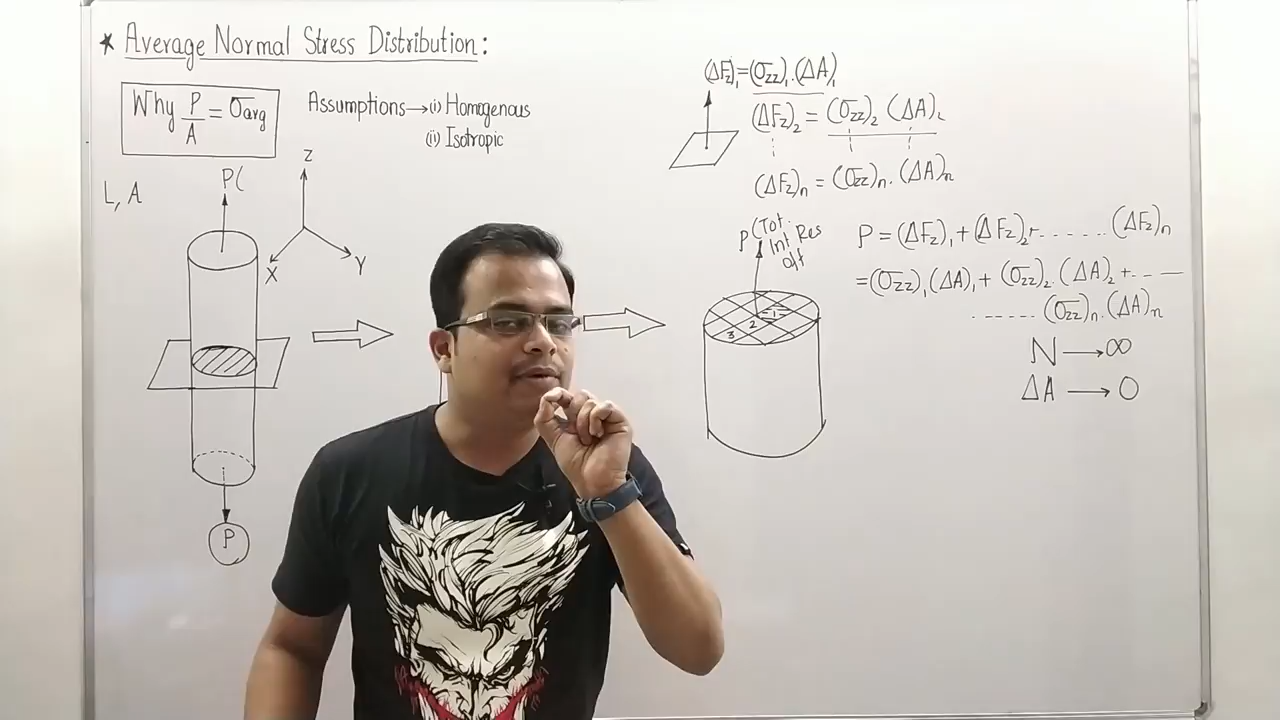 * Average Normal Stress Distribution:
Why P/A = σavg
Assumptions → (i) Homogenous
(ii) Isotropic
L, A
P(
Z
X
Y
P
(ΔFz)₁ = (σzz)₁.(ΔA)₁
(ΔFz)₂ = (σzz)₂ (ΔA)₂
(ΔFz)n = (σzz)n.(ΔA)n
P (Tot.
Int Res
1
2
3
P = (ΔFz)₁ + (ΔFz)₂+ ...... (ΔFz)n
= (σzz)₁(ΔA)₁ + (σzz)₂.(ΔA)₂ +-----
------ (σzz)n.(ΔA)n
N → ∞
ΔA → 0